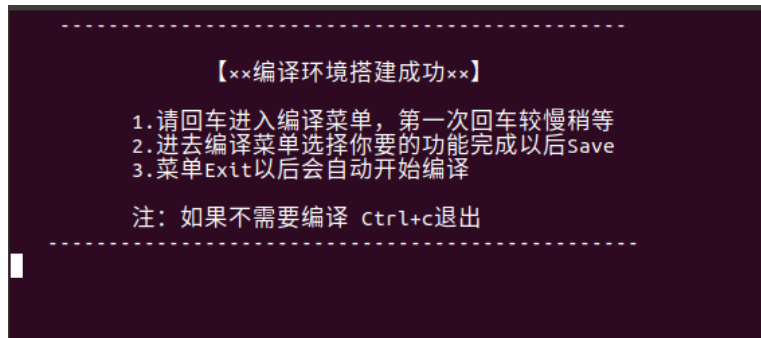 ------------------------------------------------
【××编译环境搭建成功××】
1.请回车进入编译菜单，第一次回车较慢稍等
2.进去编译菜单选择你要的功能完成以后Save
3.菜单Exit以后会自动开始编译
注：如果不需要编译 Ctrl+c退出
--------------------------------------------------